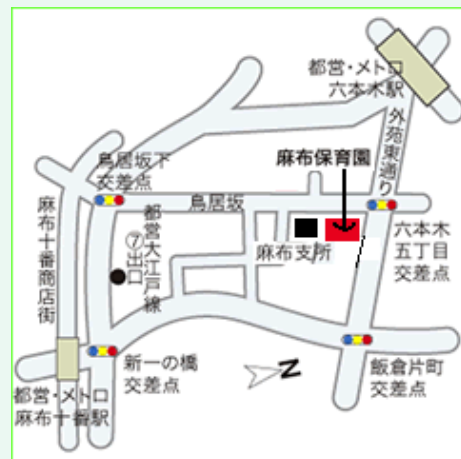 都営・メトロ
六本木駅
外苑東通り
麻布保育園
鳥居坂下
交差点
鳥居坂
麻布支所
六本木
五丁目
交差点
麻布十番商店街
都営大江戸線
⑦出口
新一の橋
交差点
飯倉片町
交差点
N
都営・メトロ
麻布十番駅